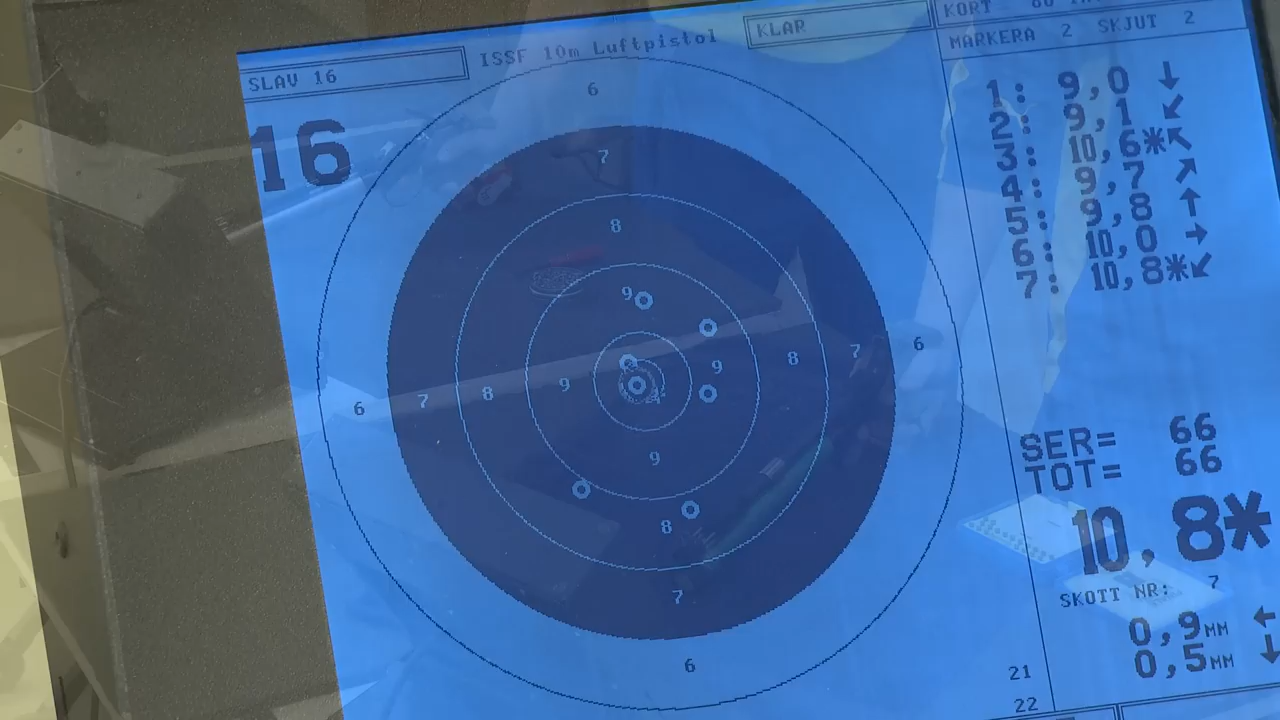 SLAV 16
ISSF 10m Luftpistol
KLAR
KORT
MARKERA 2 SKJUT 2
16
1: 9,0 ↓
2: 9,1 ↙
3: 10,6* ↖
4: 9,7 ↗
5: 9,8 ↑
6: 10,0 →
7: 10,8* ↙
6
7
8
9
6 7 8 9 9 8 7 6
9
8
7
6
SER= 66
TOT= 66
10,8*
SKOTT NR: 7
0,9MM ←
0,5MM ↓
21
22